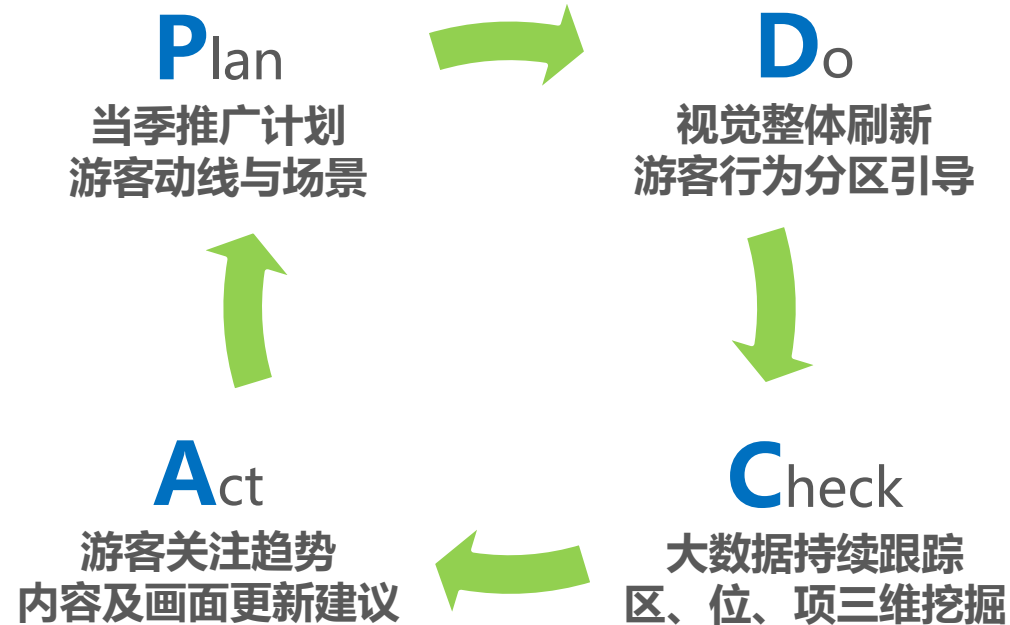 Plan
当季推广计划
游客动线与场景
Do
视觉整体刷新
游客行为分区引导
Check
大数据持续跟踪
区、位、项三维挖掘
Act
游客关注趋势
内容及画面更新建议